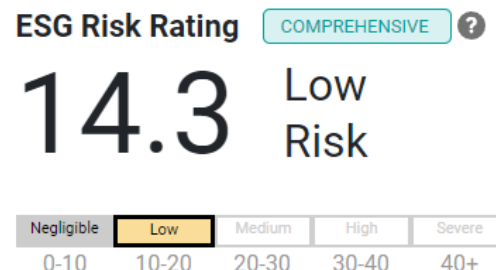 ESG Risk Rating COMPREHENSIVE ?
14.3 Low
Risk
Negligible Low Medium High Severe
0-10 10-20 20-30 30-40 40+